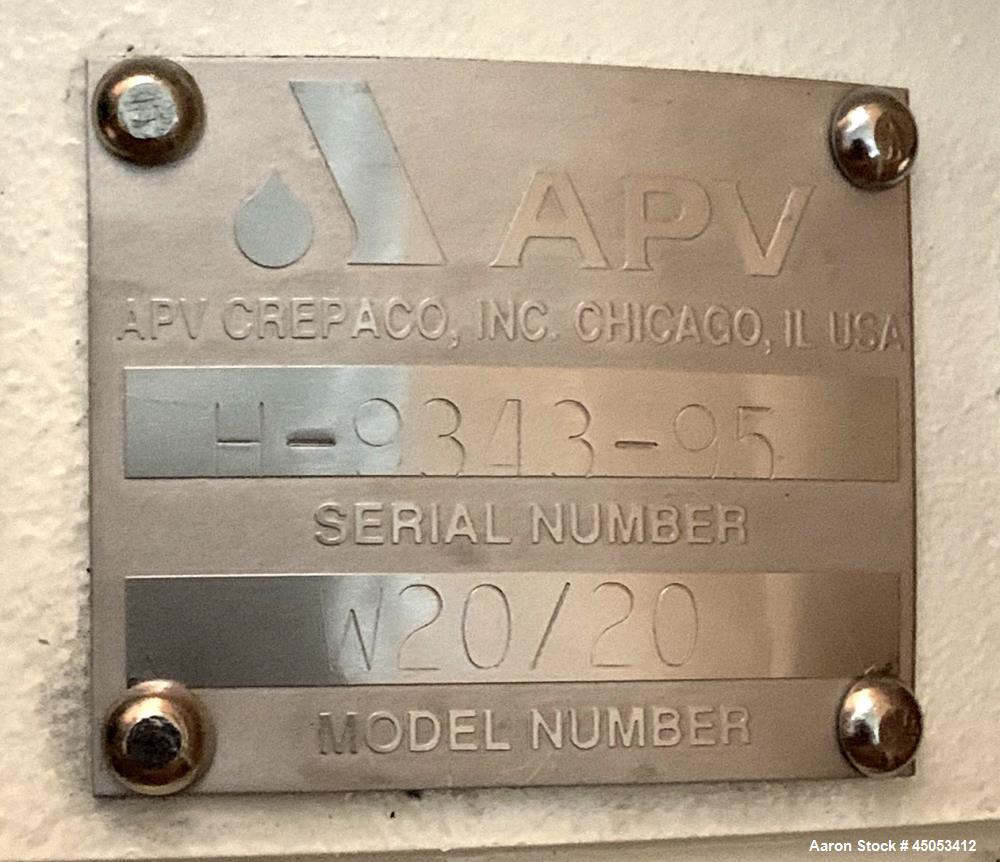 APV
APV CREPACO, INC. CHICAGO, IL USA
H-9343-95
SERIAL NUMBER
W20/20
MODEL NUMBER
Aaron Stock # 45053412